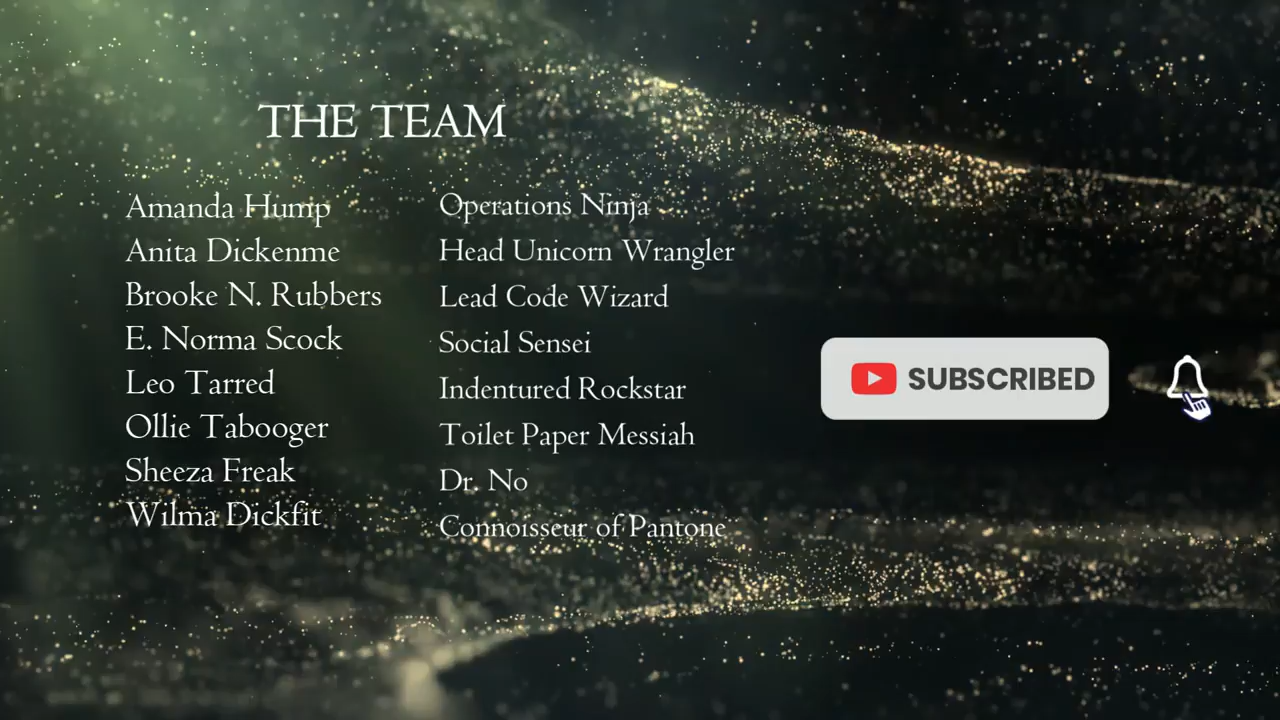 THE TEAM
Amanda Hump Operations Ninja
Anita Dickenme Head Unicorn Wrangler
Brooke N. Rubbers Lead Code Wizard
E. Norma Scock Social Sensei
Leo Tarred Indentured Rockstar
Ollie Tabooger Toilet Paper Messiah
Sheeza Freak Dr. No
Wilma Dickfit Connoisseur of Pantone
SUBSCRIBED